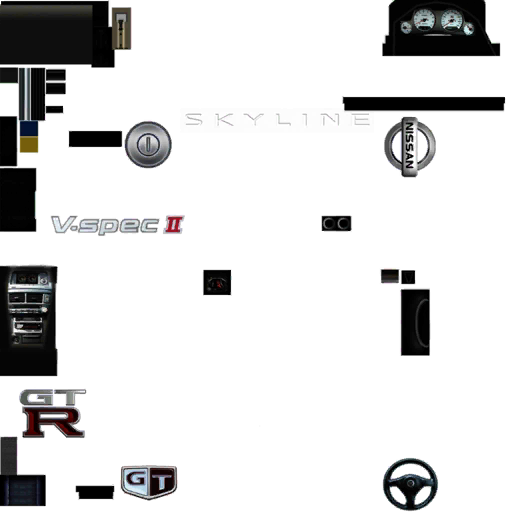 SKYLINE
NISSAN
V-spec II
GT
R
GT